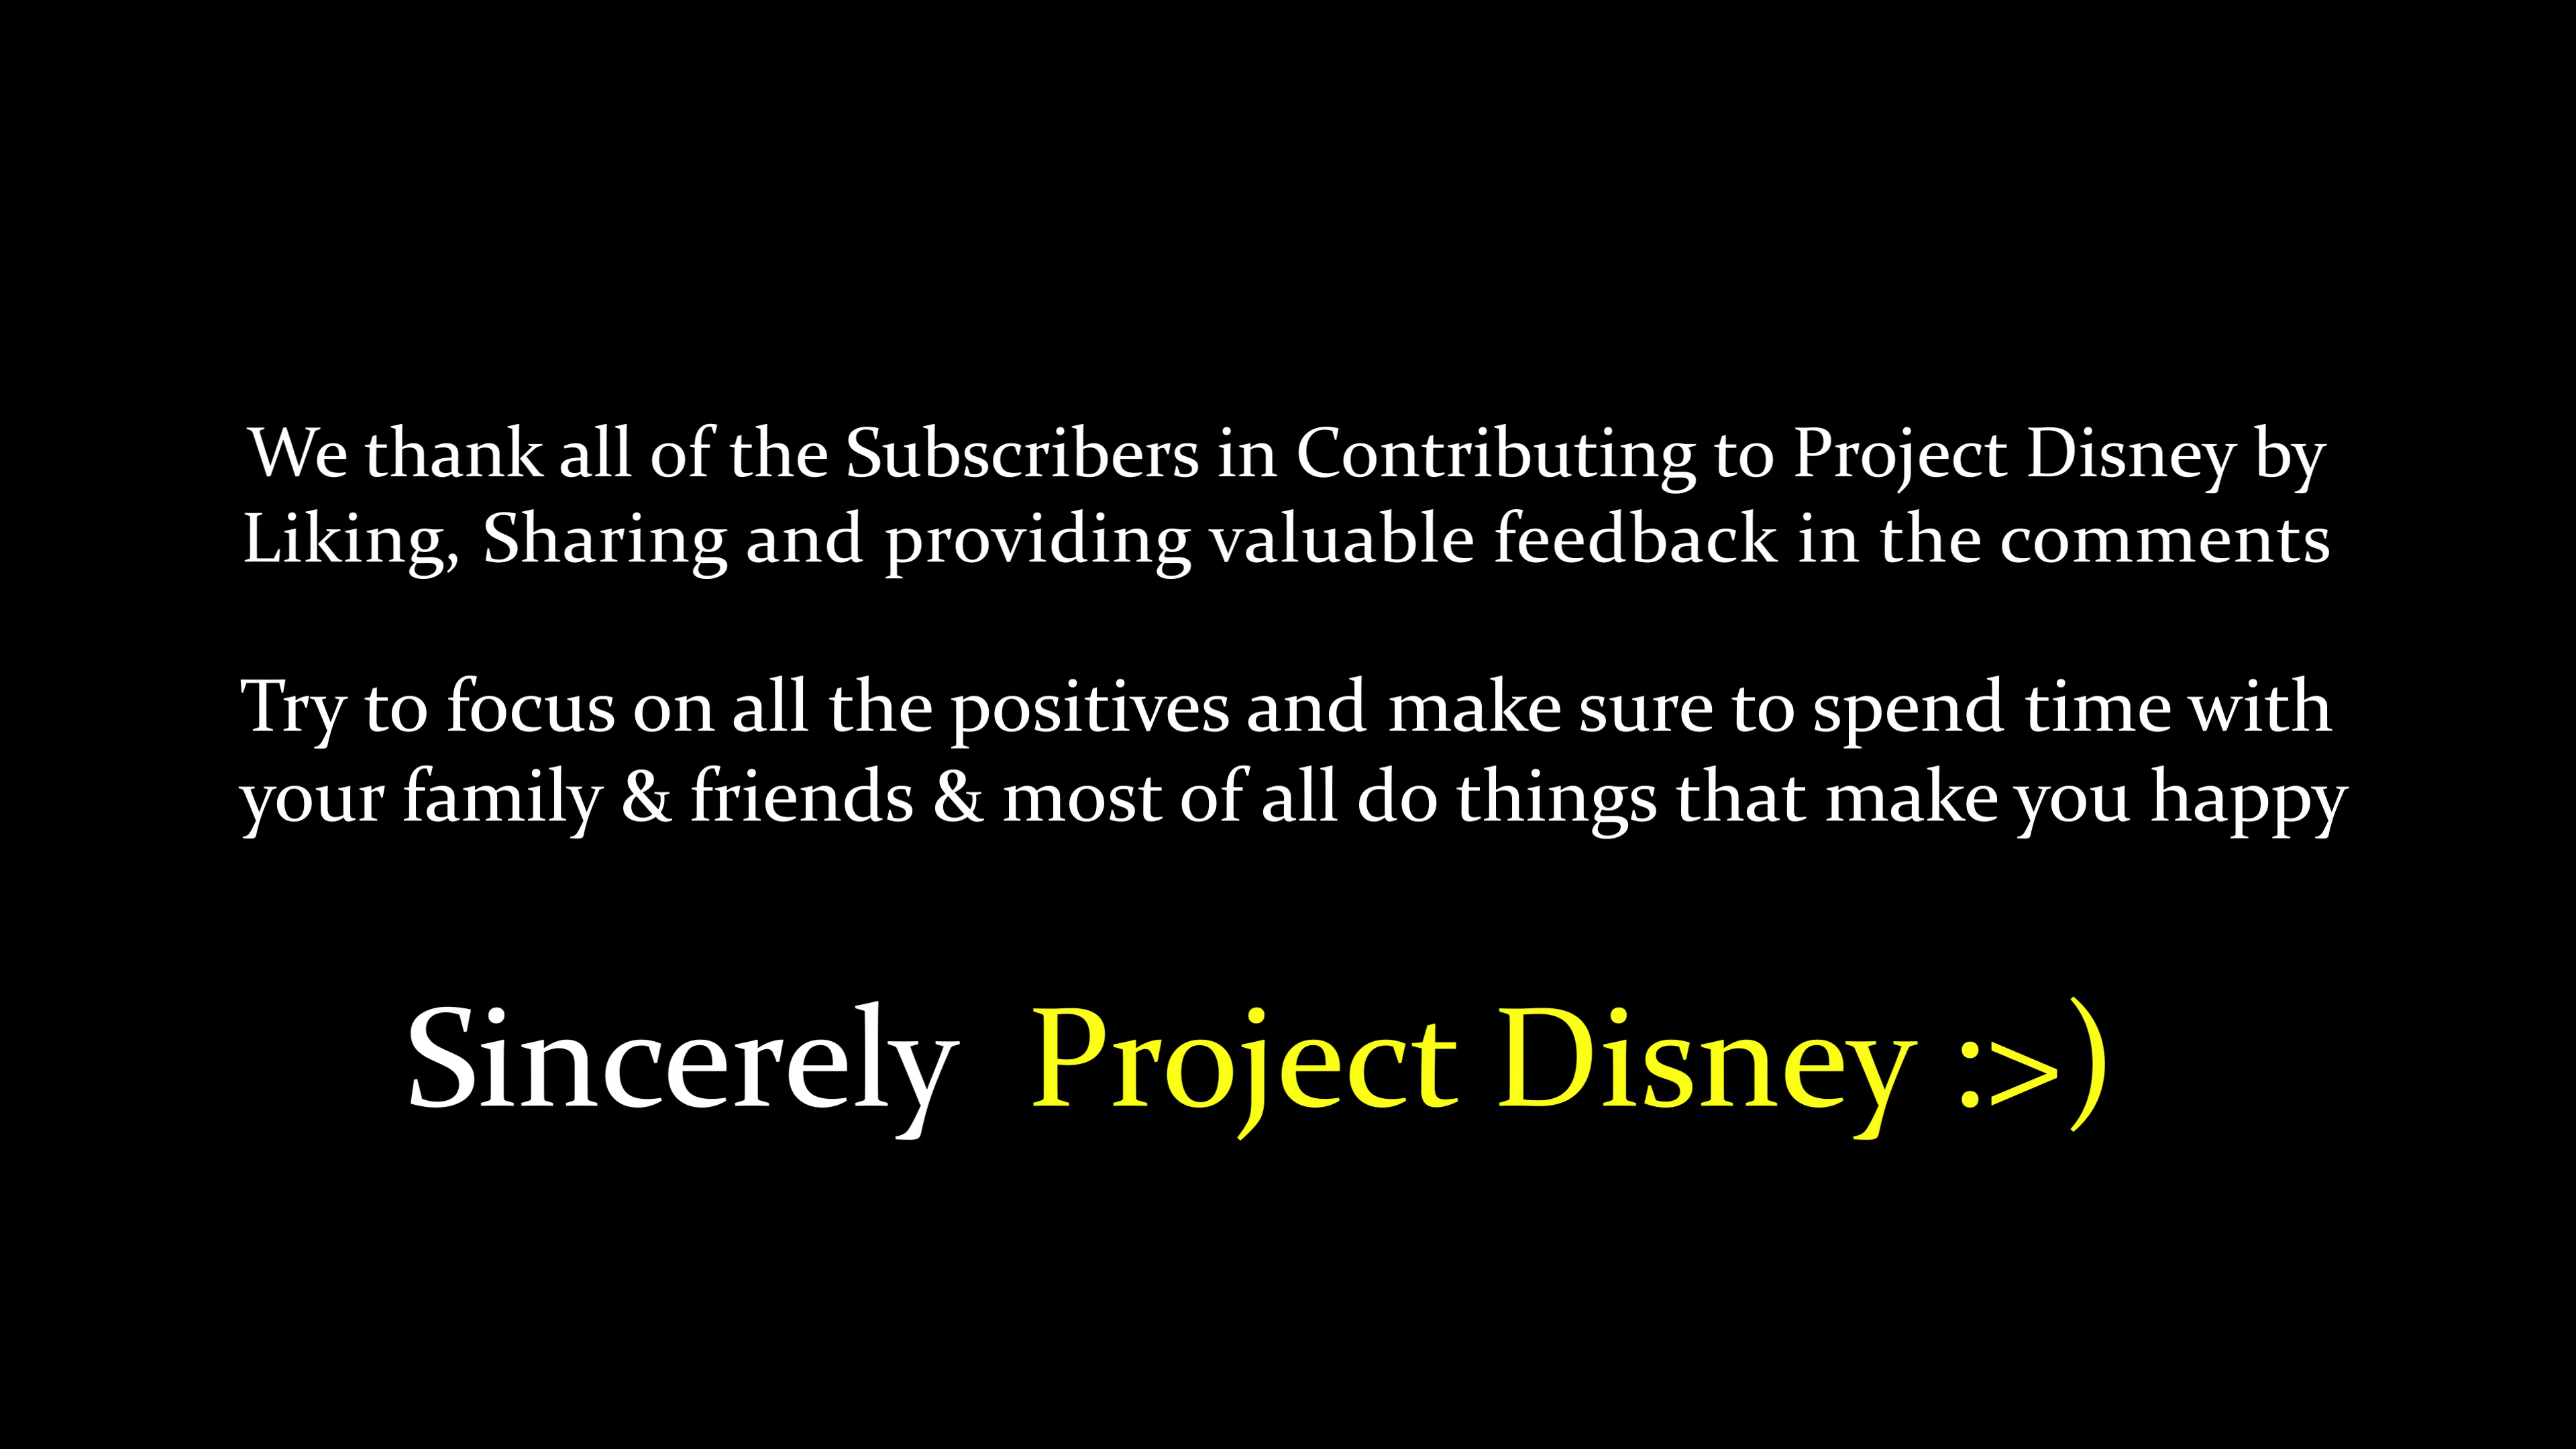 We thank all of the Subscribers in Contributing to Project Disney by
Liking, Sharing and providing valuable feedback in the comments
Try to focus on all the positives and make sure to spend time with
your family & friends & most of all do things that make you happy
Sincerely Project Disney :>)